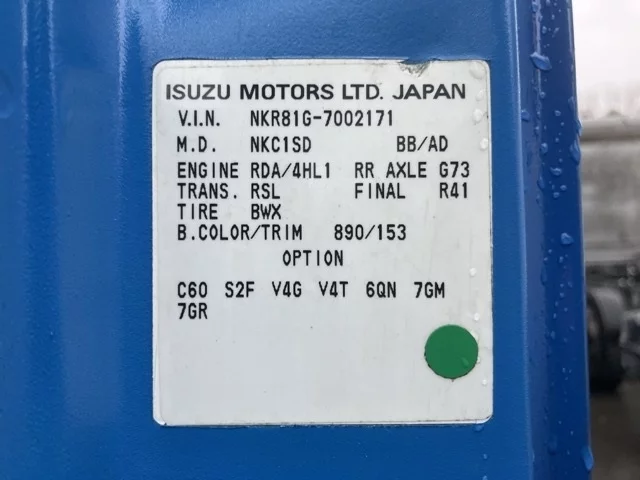 ISUZU MOTORS LTD. JAPAN
V.I.N. NKR81G-7002171
M.D. NKC1SD BB/AD
ENGINE RDA/4HL1 RR AXLE G73
TRANS. RSL FINAL R41
TIRE BWX
B.COLOR/TRIM 890/153
OPTION
C60 S2F V4G V4T 6QN 7GM
7GR